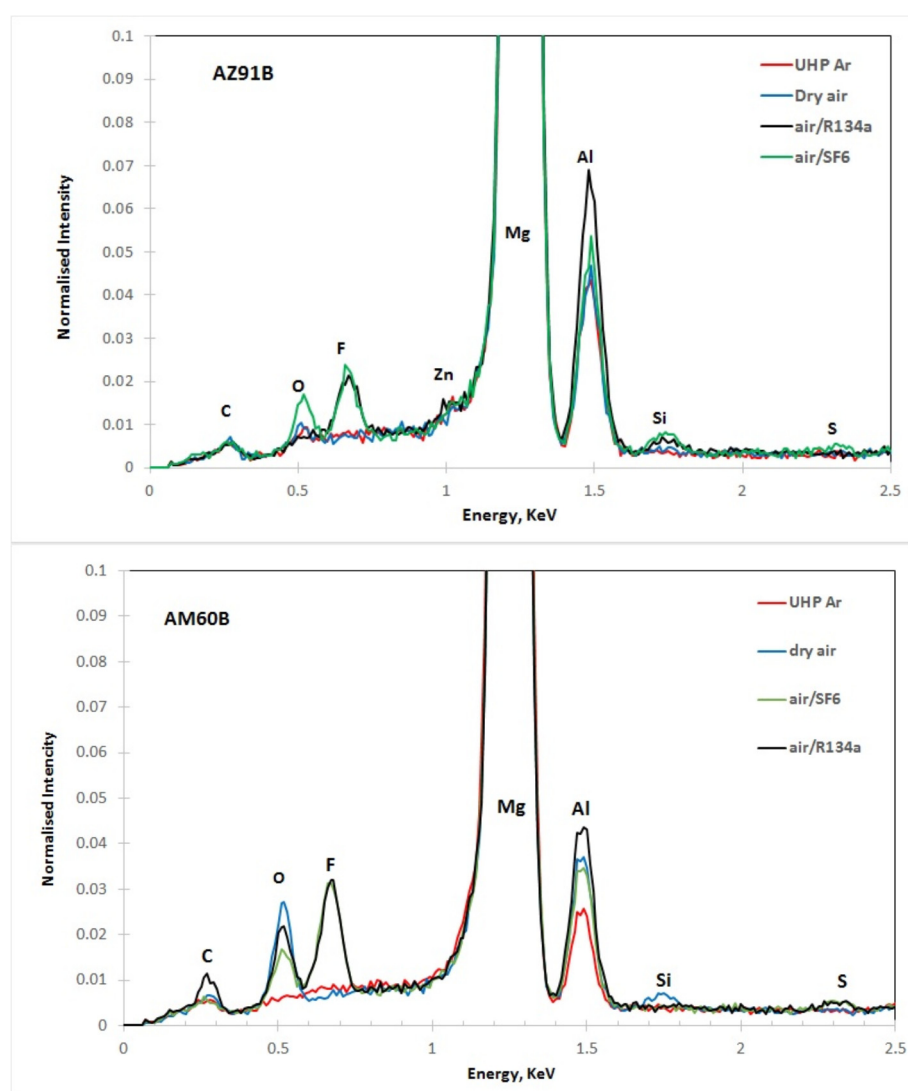 0.1
AZ91B
UHP Ar
0.09
Dry air
0.08
air/R134a
Al
air/SF6
0.07
0.06
Normalised Intensity
Mg
0.05
0.04
0.03
F
O
Zn
0.02
C
Si
S
0.01
0
0 0.5 1 1.5 2 2.5
Energy, KeV
0.1
AM60B
UHP Ar
0.09
dry air
0.08
air/SF6
0.07
air/R134a
0.06
Normalised Intencity
0.05
Mg
Al
0.04
O
F
0.03
0.02
C
Si
S
0.01
0
0 0.5 1 1.5 2 2.5
Energy, KeV